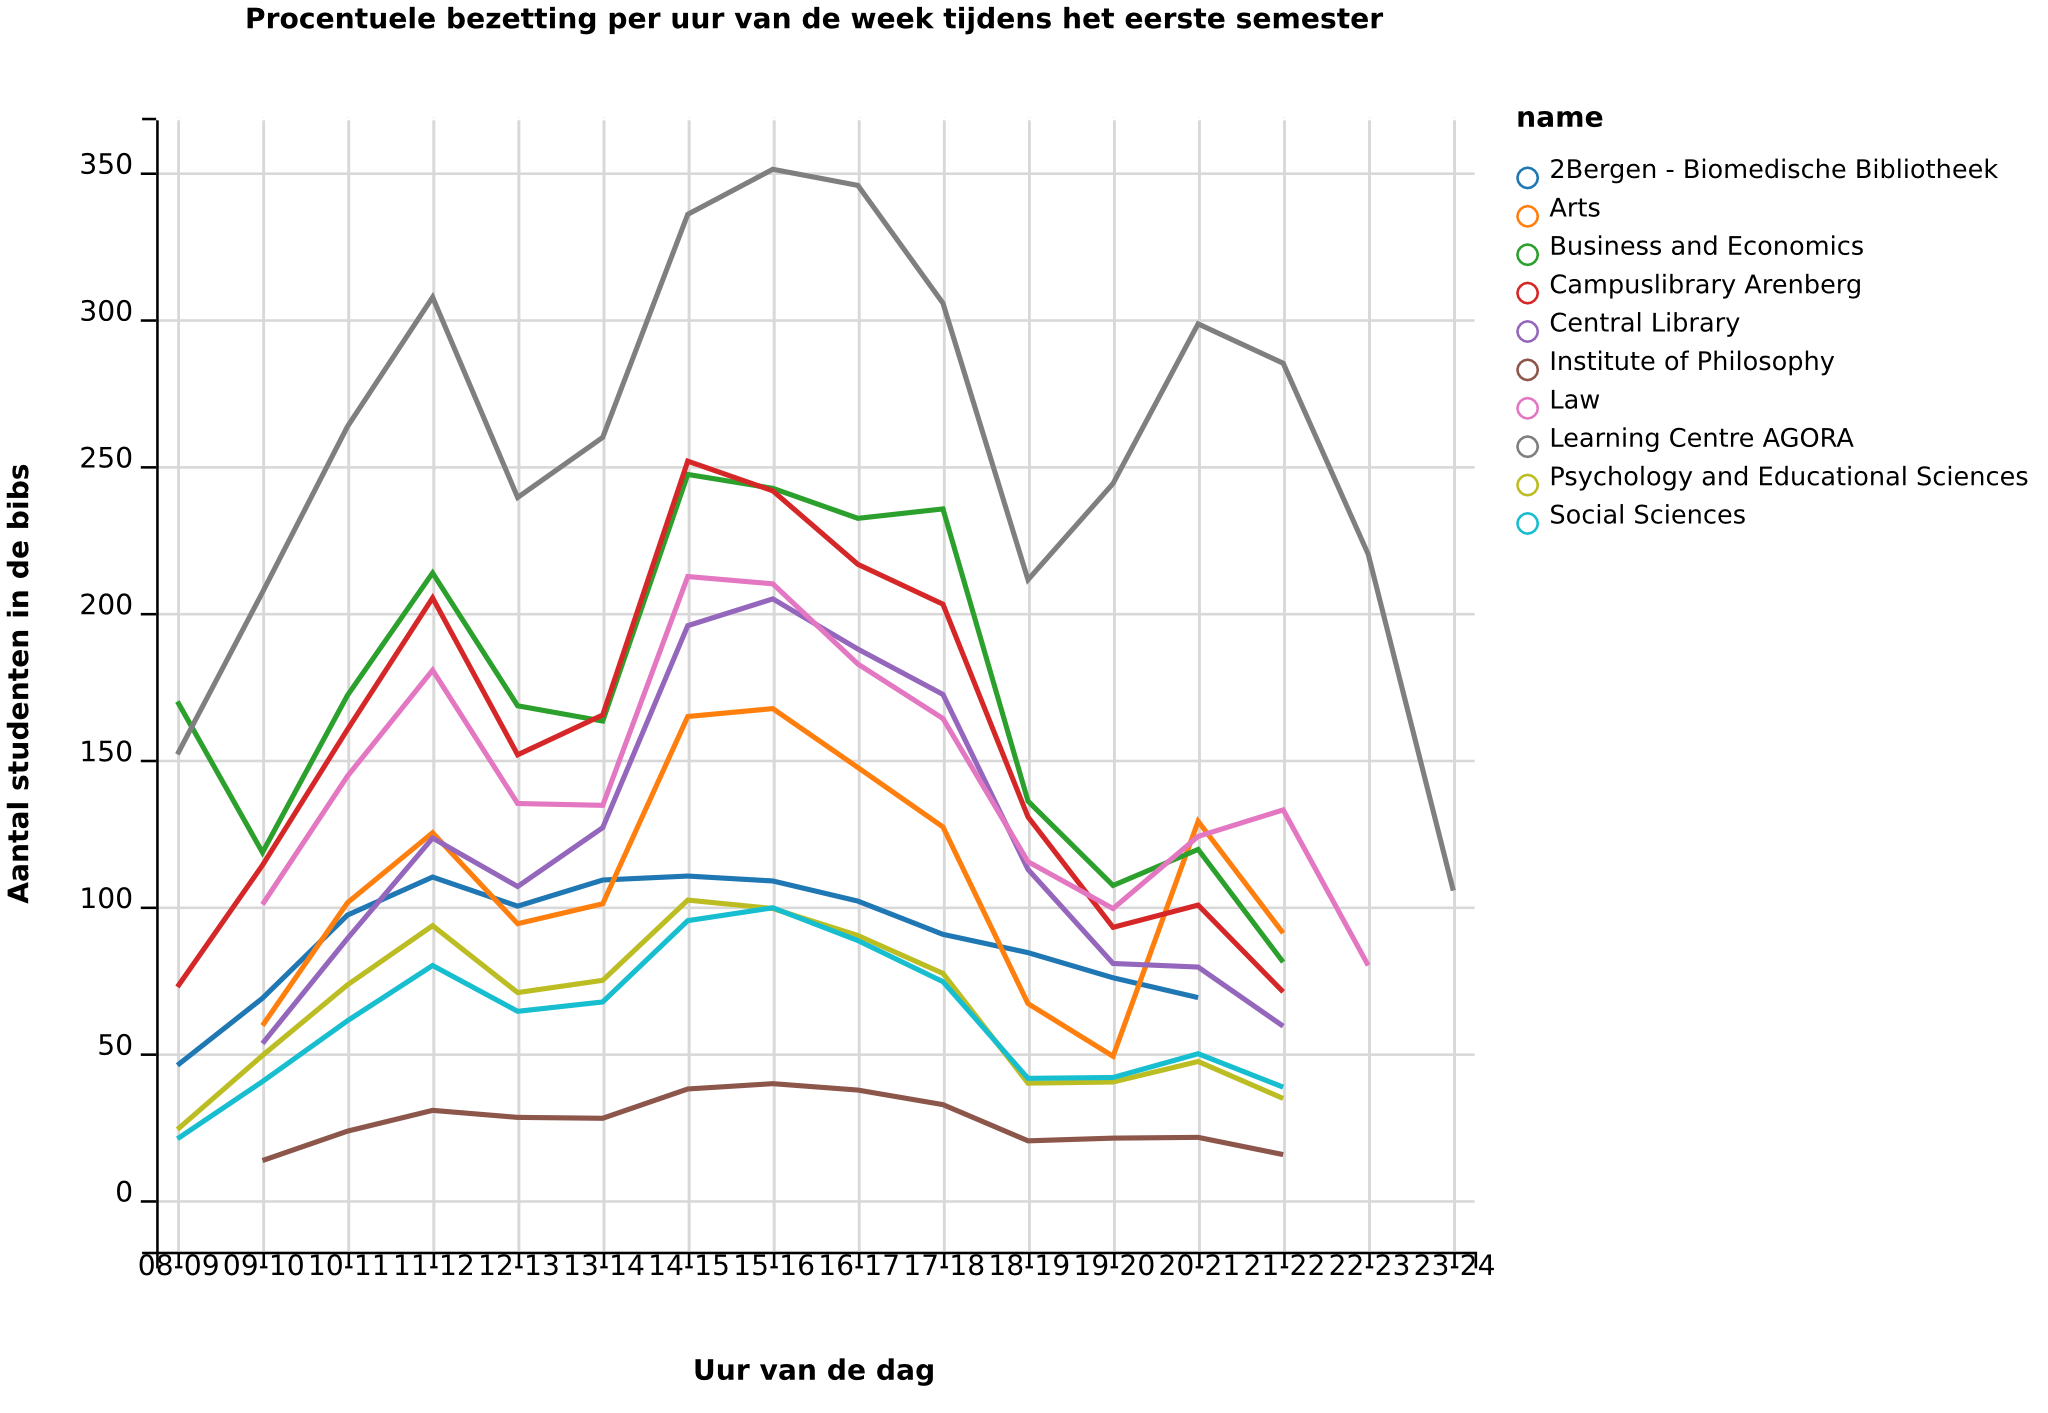 Procentuele bezetting per uur van de week tijdens het eerste semester
name
2Bergen - Biomedische Bibliotheek
Arts
Business and Economics
Campuslibrary Arenberg
Central Library
Institute of Philosophy
Law
Learning Centre AGORA
Psychology and Educational Sciences
Social Sciences
Aantal studenten in de bibs
350
300
250
200
150
100
50
0
08-09 09-10 10-11 11-12 12-13 13-14 14-15 15-16 16-17 17-18 18-19 19-20 20-21 21-22 22-23 23-24
Uur van de dag